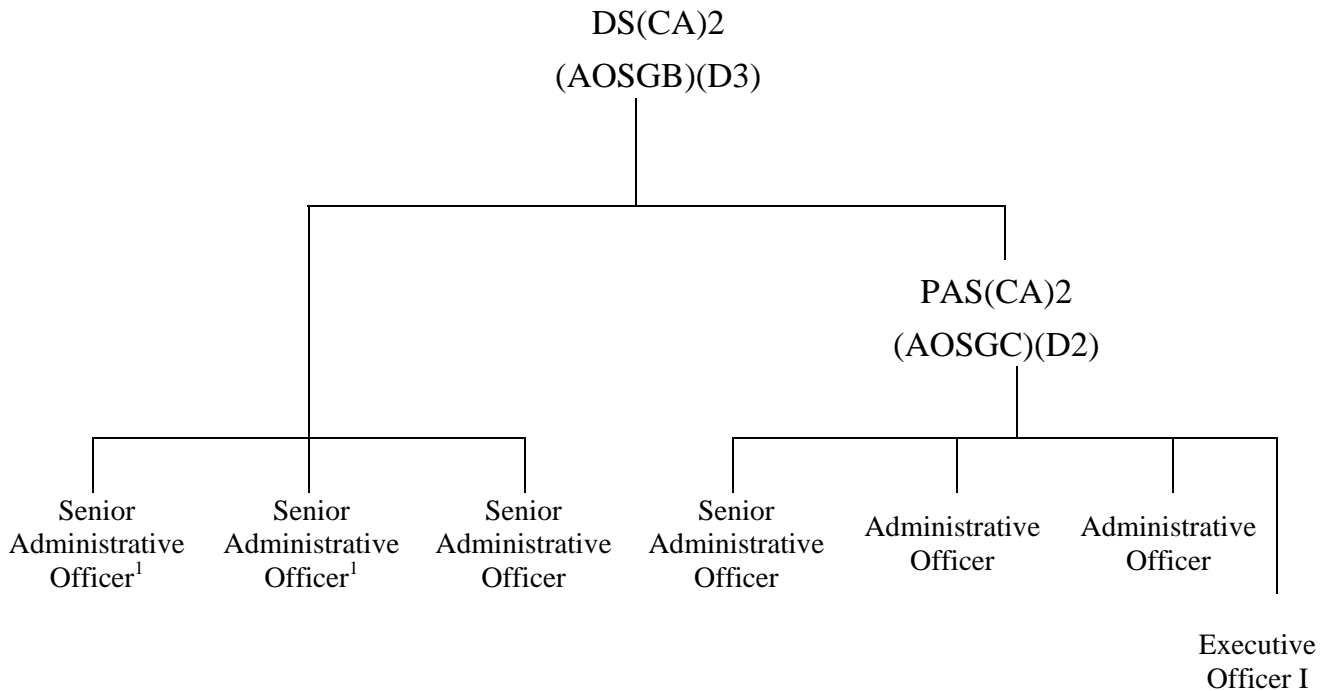 DS(CA)2
(AOSGB)(D3)
PAS(CA)2
(AOSGC)(D2)
Senior
Administrative
Officer¹
Senior
Administrative
Officer¹
Senior
Administrative
Officer
Senior
Administrative
Officer
Administrative
Officer
Administrative
Officer
Executive
Officer I